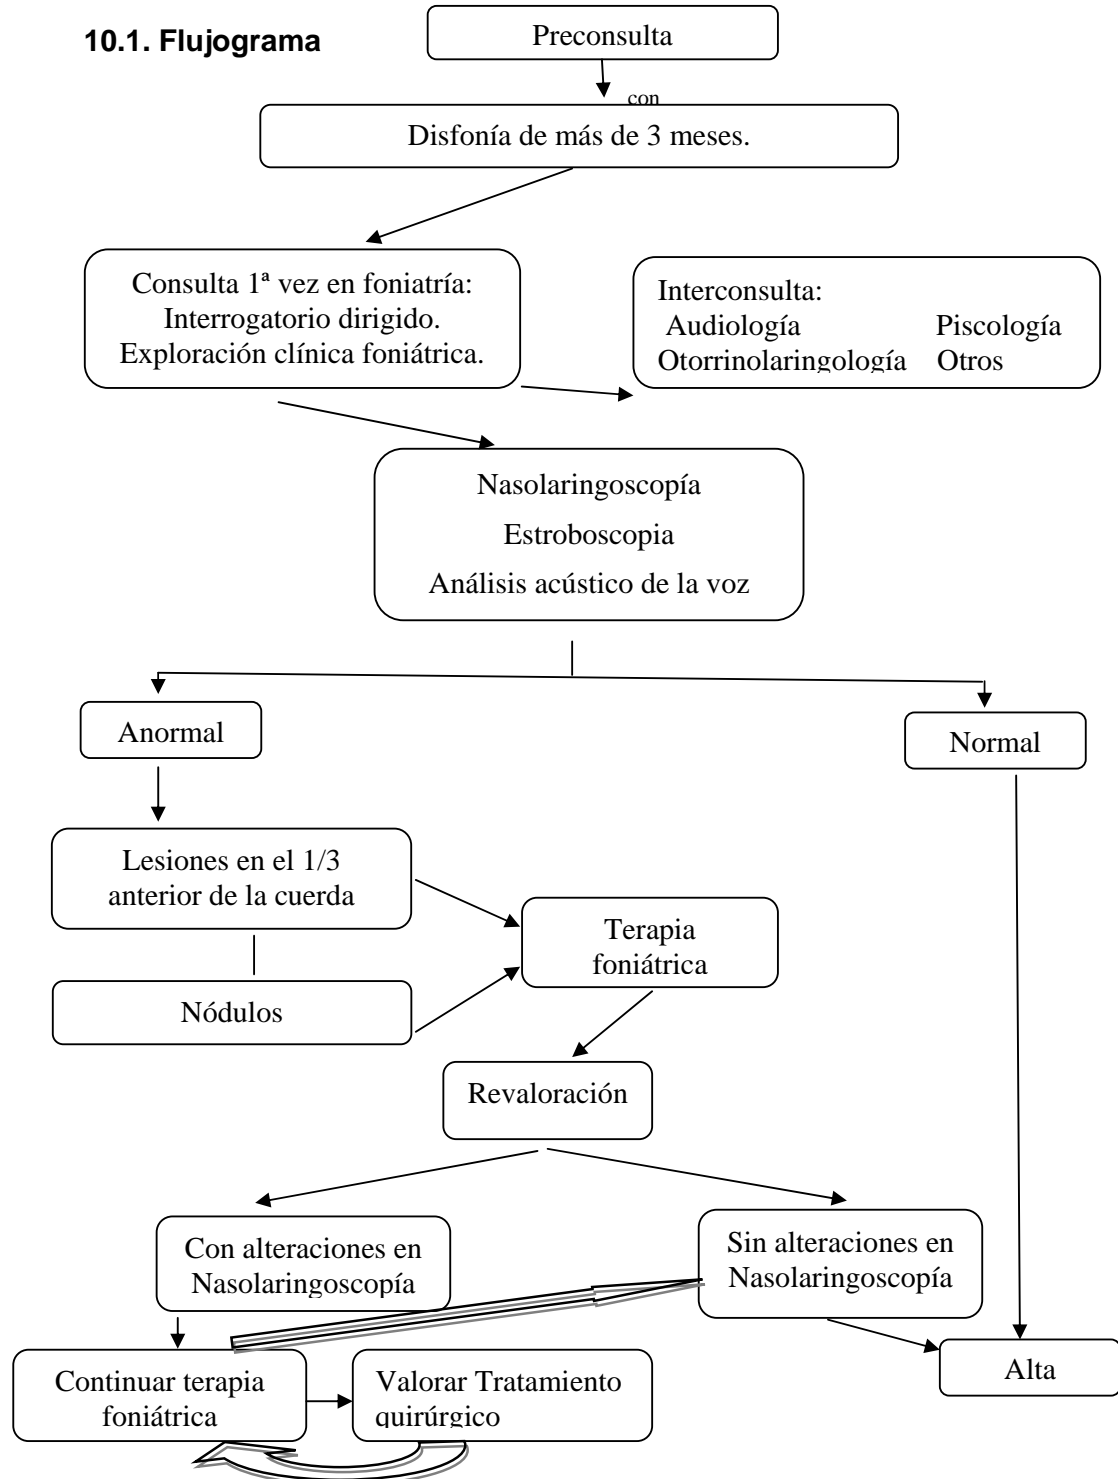 10.1. Flujograma
Preconsulta
con
Disfonía de más de 3 meses.
Consulta 1ª vez en foniatría:
Interrogatorio dirigido.
Exploración clínica foniátrica.
Interconsulta:
Audiología Piscología
Otorrinolaringología Otros
Nasolaringoscopía
Estroboscopia
Análisis acústico de la voz
Anormal
Normal
Lesiones en el 1/3
anterior de la cuerda
Terapia
foniátrica
Nódulos
Revaloración
Con alteraciones en
Nasolaringoscopía
Sin alteraciones en
Nasolaringoscopía
Continuar terapia
foniátrica
Valorar Tratamiento
quirúrgico
Alta